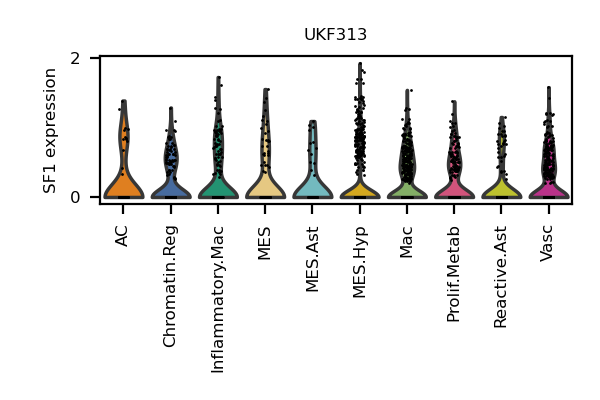 UKF313
SF1 expression
2
0
AC
Chromatin.Reg
Inflammatory.Mac
MES
MES.Ast
MES.Hyp
Mac
Prolif.Metab
Reactive.Ast
Vasc